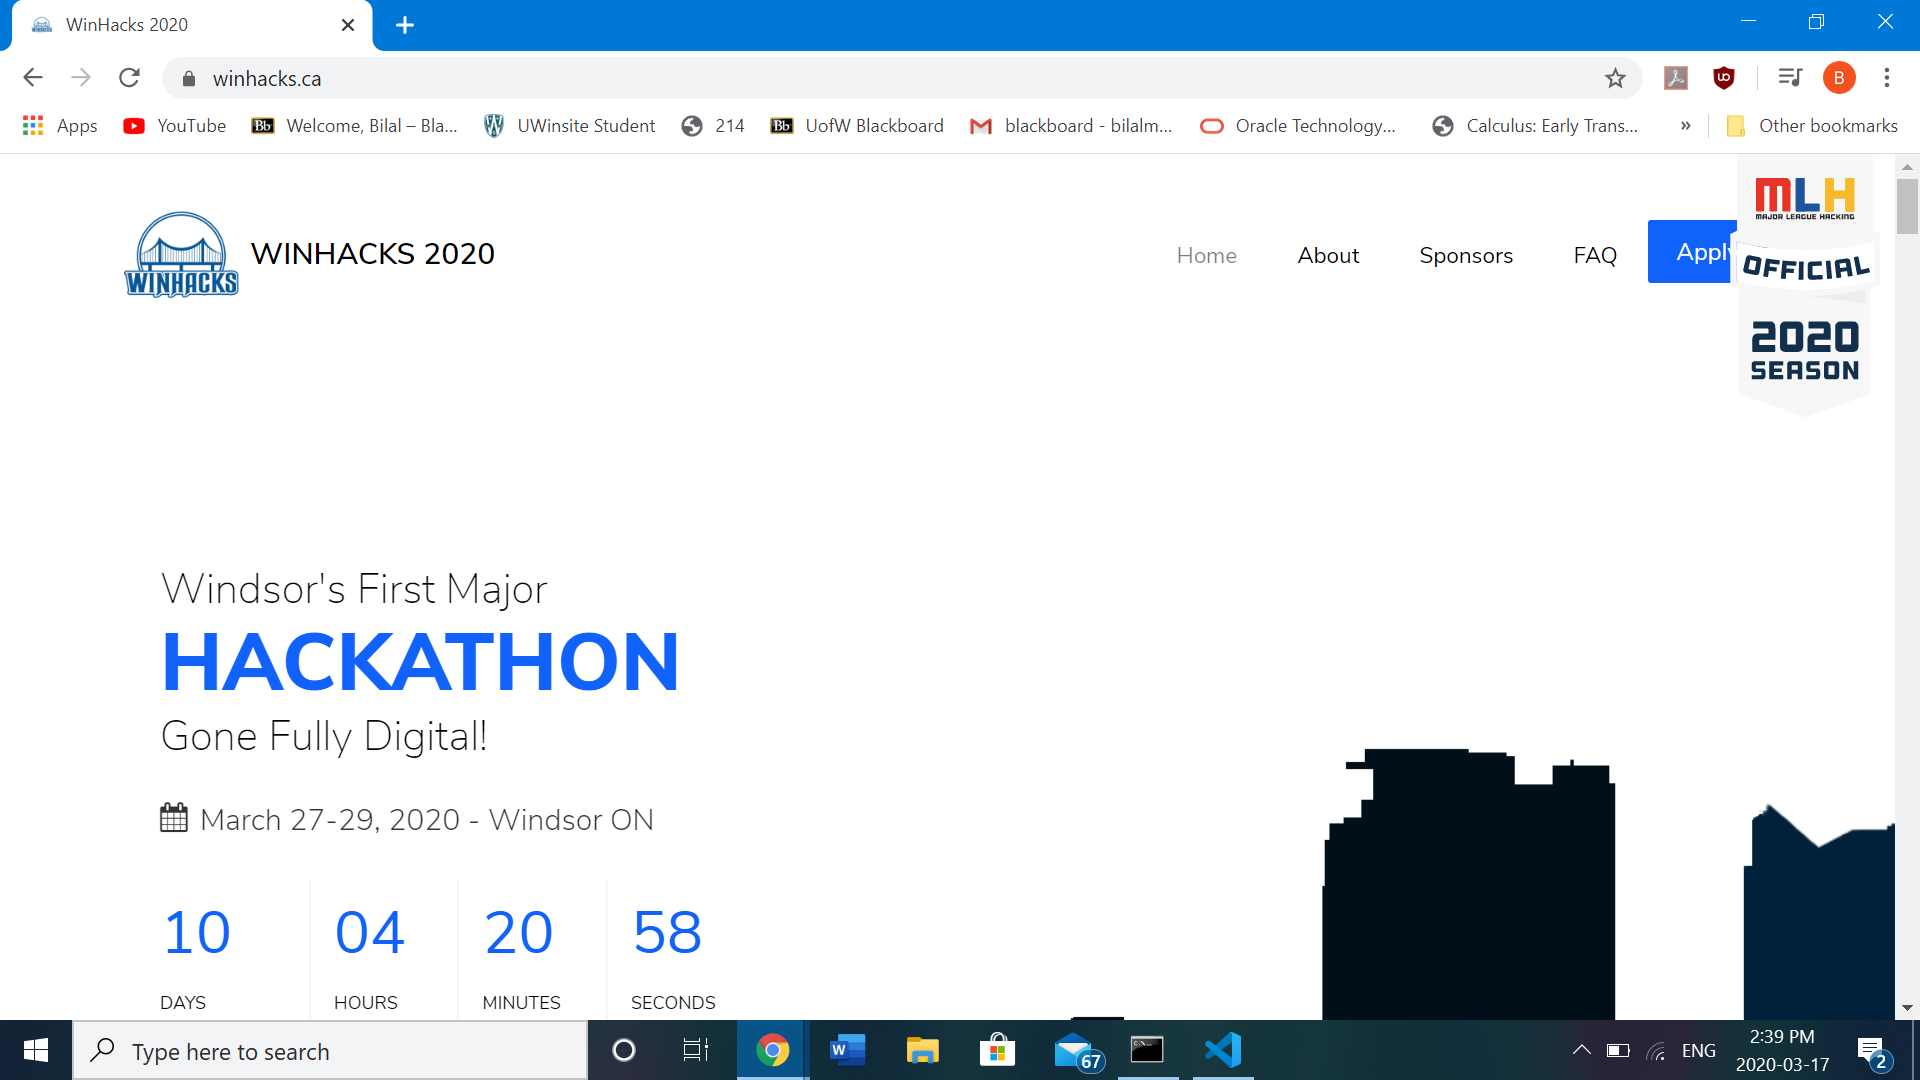 WinHacks 2020
winhacks.ca
B
Apps
YouTube
Bb Welcome, Bilal – Bla...
UWinsite Student
214
Bb UofW Blackboard
blackboard - bilalm...
Oracle Technology...
Calculus: Early Trans...
»
Other bookmarks
WINHACKS
WINHACKS 2020
Home
About
Sponsors
FAQ
Apply
MLH
MAJOR LEAGUE HACKING
OFFICIAL
2020
SEASON
Windsor's First Major
HACKATHON
Gone Fully Digital!
March 27-29, 2020 - Windsor ON
10 04 20 58
DAYS HOURS MINUTES SECONDS
Type here to search
W
67
ENG
2:39 PM
2020-03-17
2